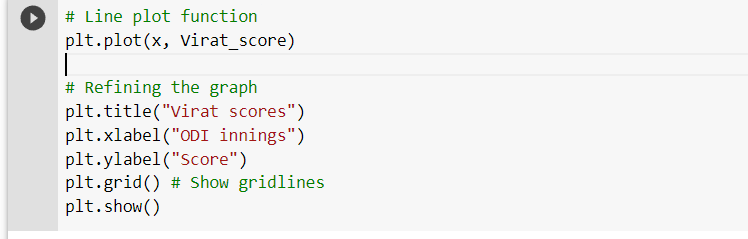 # Line plot function
plt.plot(x, Virat_score)
# Refining the graph
plt.title("Virat scores")
plt.xlabel("ODI innings")
plt.ylabel("Score")
plt.grid() # Show gridlines
plt.show()